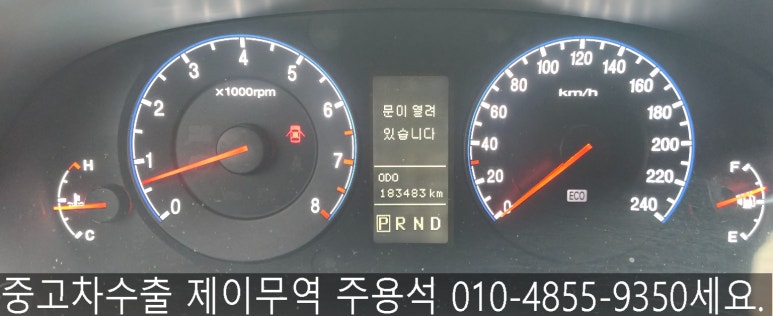 0 1 2 3 4 5 6 7 8
x1000rpm
H
C
문이 열려
있습니다
ODO
183483 km
P R N D
0 20 40 60 80 100 120 140 160 180 200 220 240
km/h
ECO
F
E
중고차수출 제이무역 주용석 010-4855-9350세요.